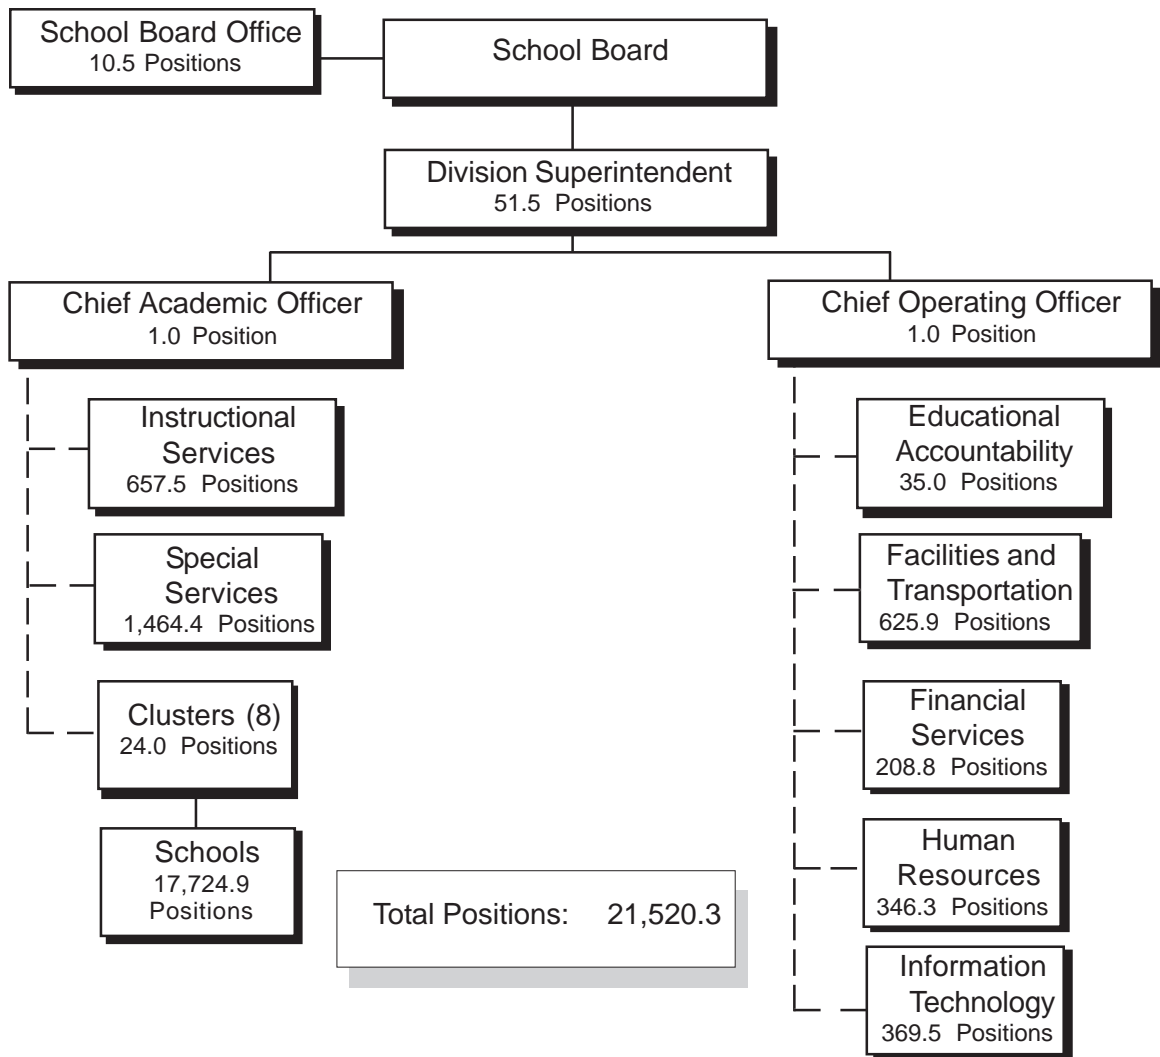 School Board Office
10.5 Positions
School Board
Division Superintendent
51.5 Positions
Chief Academic Officer
1.0 Position
Chief Operating Officer
1.0 Position
Instructional
Services
657.5 Positions
Special
Services
1,464.4 Positions
Clusters (8)
24.0 Positions
Schools
17,724.9
Positions
Educational
Accountability
35.0 Positions
Facilities and
Transportation
625.9 Positions
Financial
Services
208.8 Positions
Human
Resources
346.3 Positions
Information
Technology
369.5 Positions
Total Positions: 21,520.3